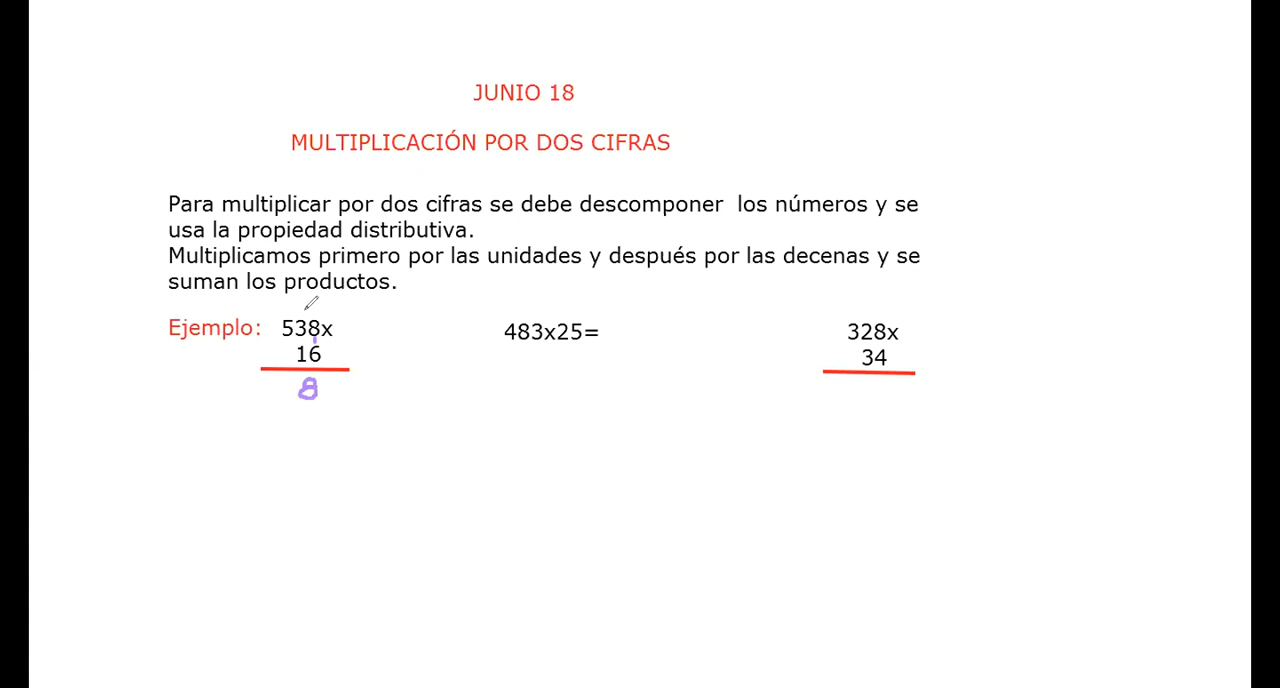 JUNIO 18
MULTIPLICACIÓN POR DOS CIFRAS
Para multiplicar por dos cifras se debe descomponer los números y se
usa la propiedad distributiva.
Multiplicamos primero por las unidades y después por las decenas y se
suman los productos.
Ejemplo: 538x
16
8
483x25=
328x
34